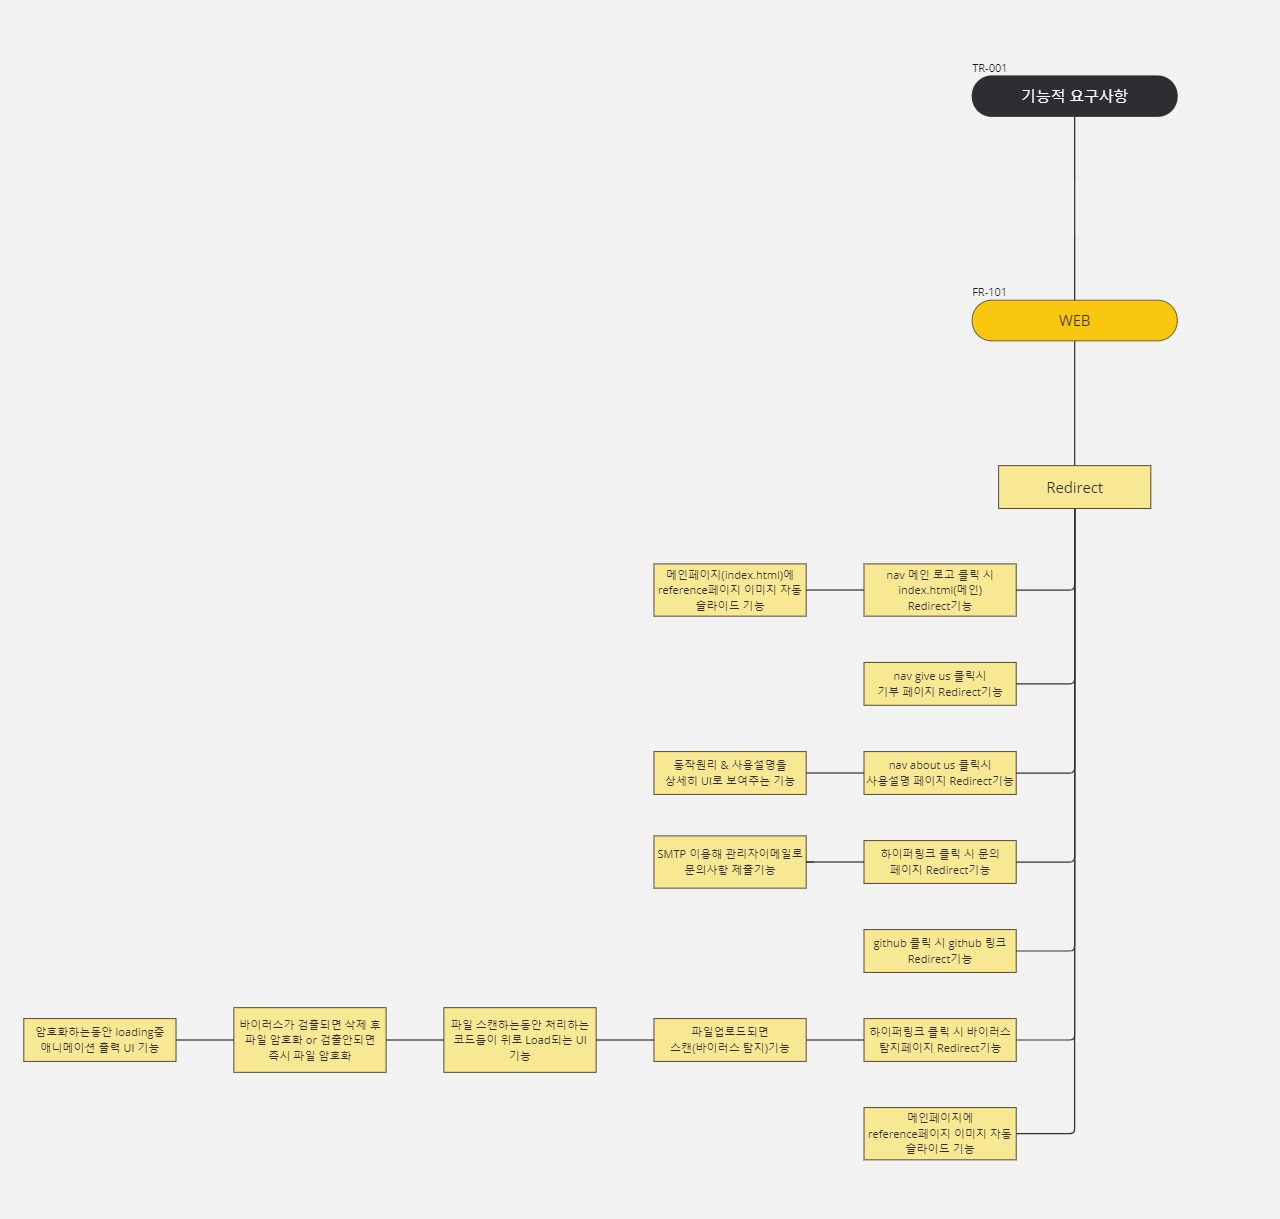 TR-001
기능적 요구사항
FR-101
WEB
Redirect
메인페이지(index.html)에
reference페이지 이미지 자동
슬라이드 기능
nav 메인 로고 클릭 시
index.html(메인)
Redirect기능
nav give us 클릭시
기부 페이지 Redirect기능
동작원리 & 사용설명을
상세히 UI로 보여주는 기능
nav about us 클릭시
사용설명 페이지 Redirect기능
SMTP 이용해 관리자이메일로
문의사항 제출기능
하이퍼링크 클릭 시 문의
페이지 Redirect기능
github 클릭 시 github 링크
Redirect기능
암호화하는동안 loading중
애니메이션 출력 UI 기능
바이러스가 검출되면 삭제 후
파일 암호화 or 검출안되면
즉시 파일 암호화
파일 스캔하는동안 처리하는
코드들이 위로 Load되는 UI
기능
파일업로드되면
스캔(바이러스 탐지)기능
하이퍼링크 클릭 시 바이러스
탐지페이지 Redirect기능
메인페이지에
reference페이지 이미지 자동
슬라이드 기능